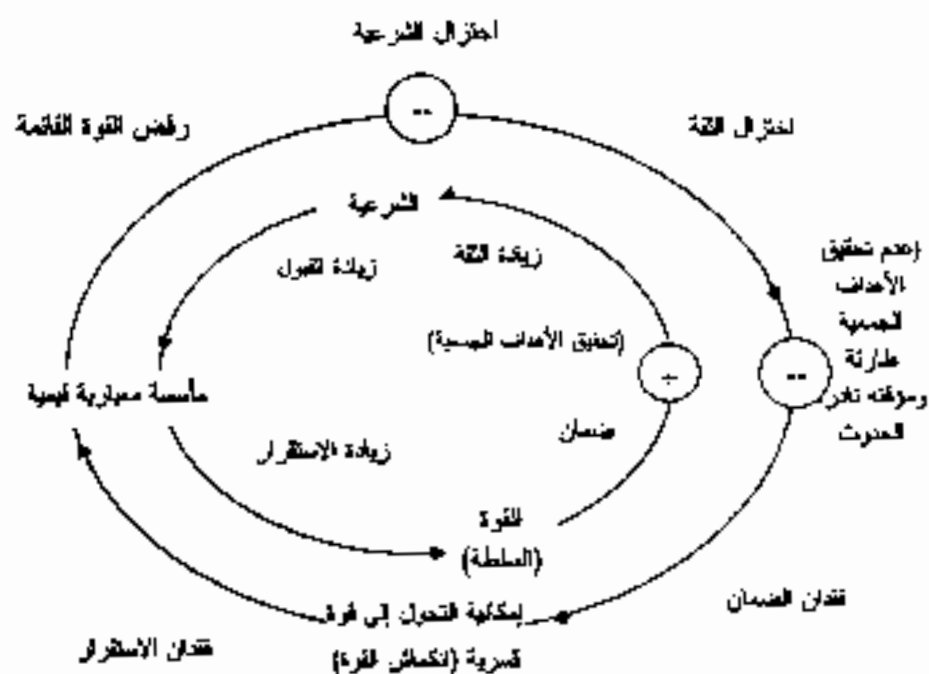 اختزال الشرعية
--
رفض القوة القائمة
اختزال الثقة
الشرعية
زيادة القبول
زيادة الثقة
(عدم تحقيق
الأهداف
الجمعية
طارئة
ومؤقته نادرة
الحدوث
--
(تحقيق الأهداف الجمعية)
+
مأسسة معيارية قيمية
ضمان
زيادة الاستقرار
القوة
(السلطة)
فقدان الضمان
إمكانية التحول إلى قوة
قسرية (انكماش القوة)
فقدان الاستقرار